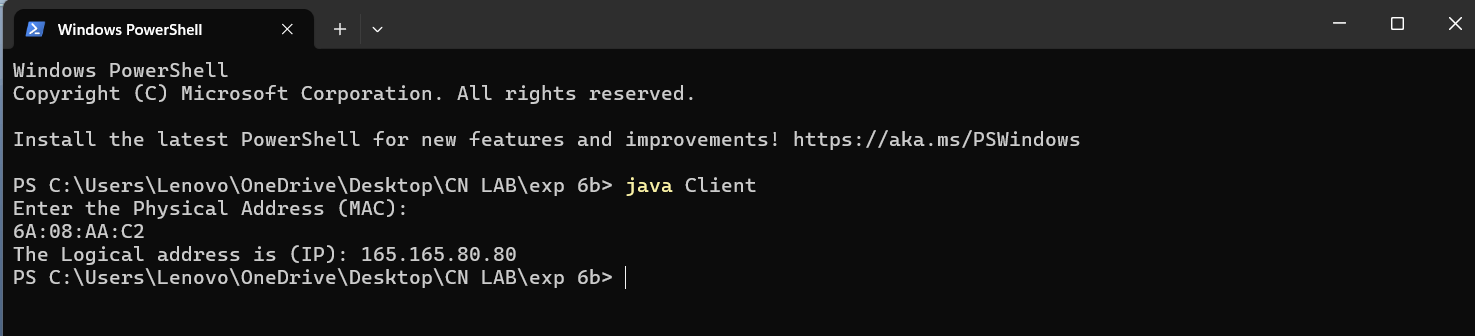 Windows PowerShell
Windows PowerShell
Copyright (C) Microsoft Corporation. All rights reserved.
Install the latest PowerShell for new features and improvements! https://aka.ms/PSWindows
PS C:\Users\Lenovo\OneDrive\Desktop\CN LAB\exp 6b> java Client
Enter the Physical Address (MAC):
6A:08:AA:C2
The Logical address is (IP): 165.165.80.80
PS C:\Users\Lenovo\OneDrive\Desktop\CN LAB\exp 6b>